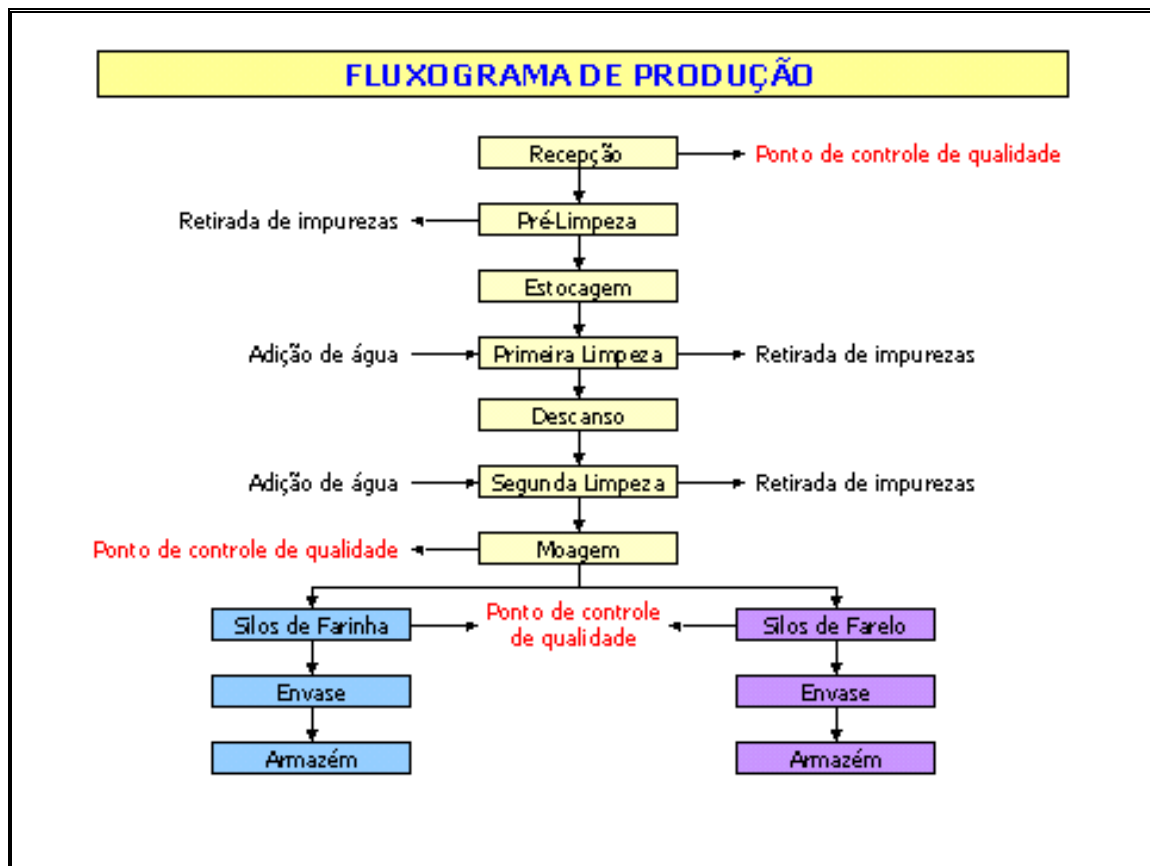 FLUXOGRAMA DE PRODUÇÃO
Recepção
Ponto de controle de qualidade
Retirada de impurezas
Pré-Limpeza
Estocagem
Adição de água
Primeira Limpeza
Retirada de impurezas
Descanso
Adição de água
Segunda Limpeza
Retirada de impurezas
Ponto de controle de qualidade
Moagem
Silos de Farinha
Ponto de controle
de qualidade
Silos de Farelo
Envase
Envase
Armazém
Armazém